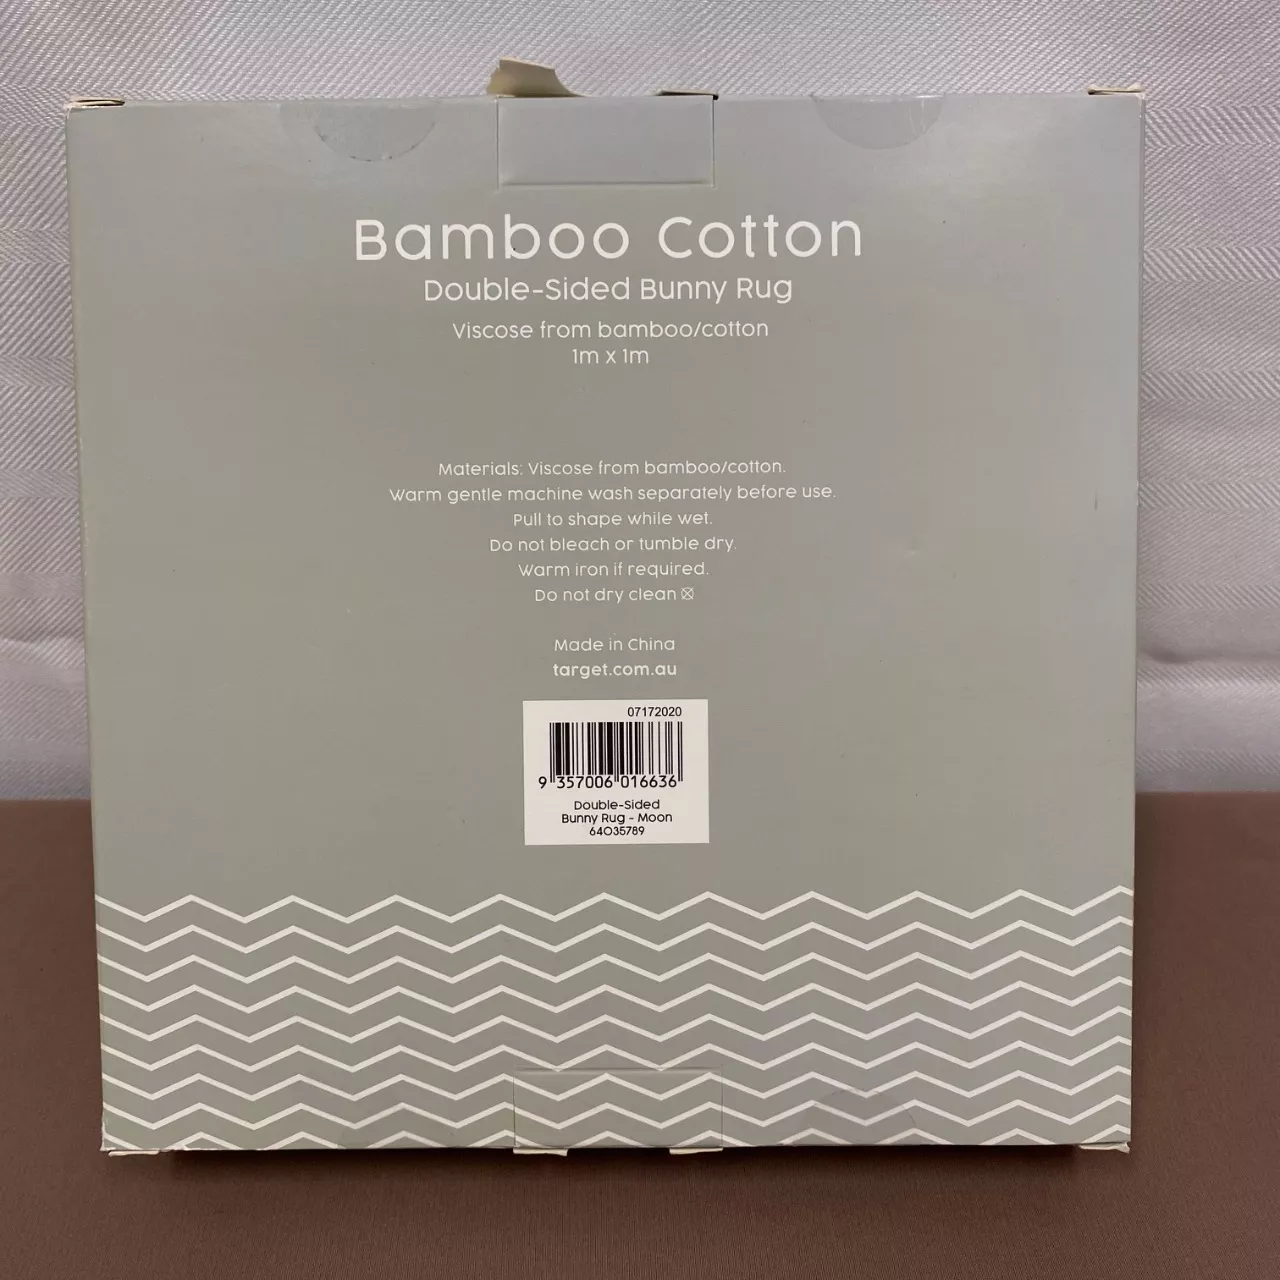 Bamboo Cotton
Double-Sided Bunny Rug
Viscose from bamboo/cotton
1m x 1m
Materials: Viscose from bamboo/cotton.
Warm gentle machine wash separately before use.
Pull to shape while wet.
Do not bleach or tumble dry.
Warm iron if required.
Do not dry clean
Made in China
target.com.au
07172020
9 357006 016636
Double-Sided
Bunny Rug - Moon
64035789